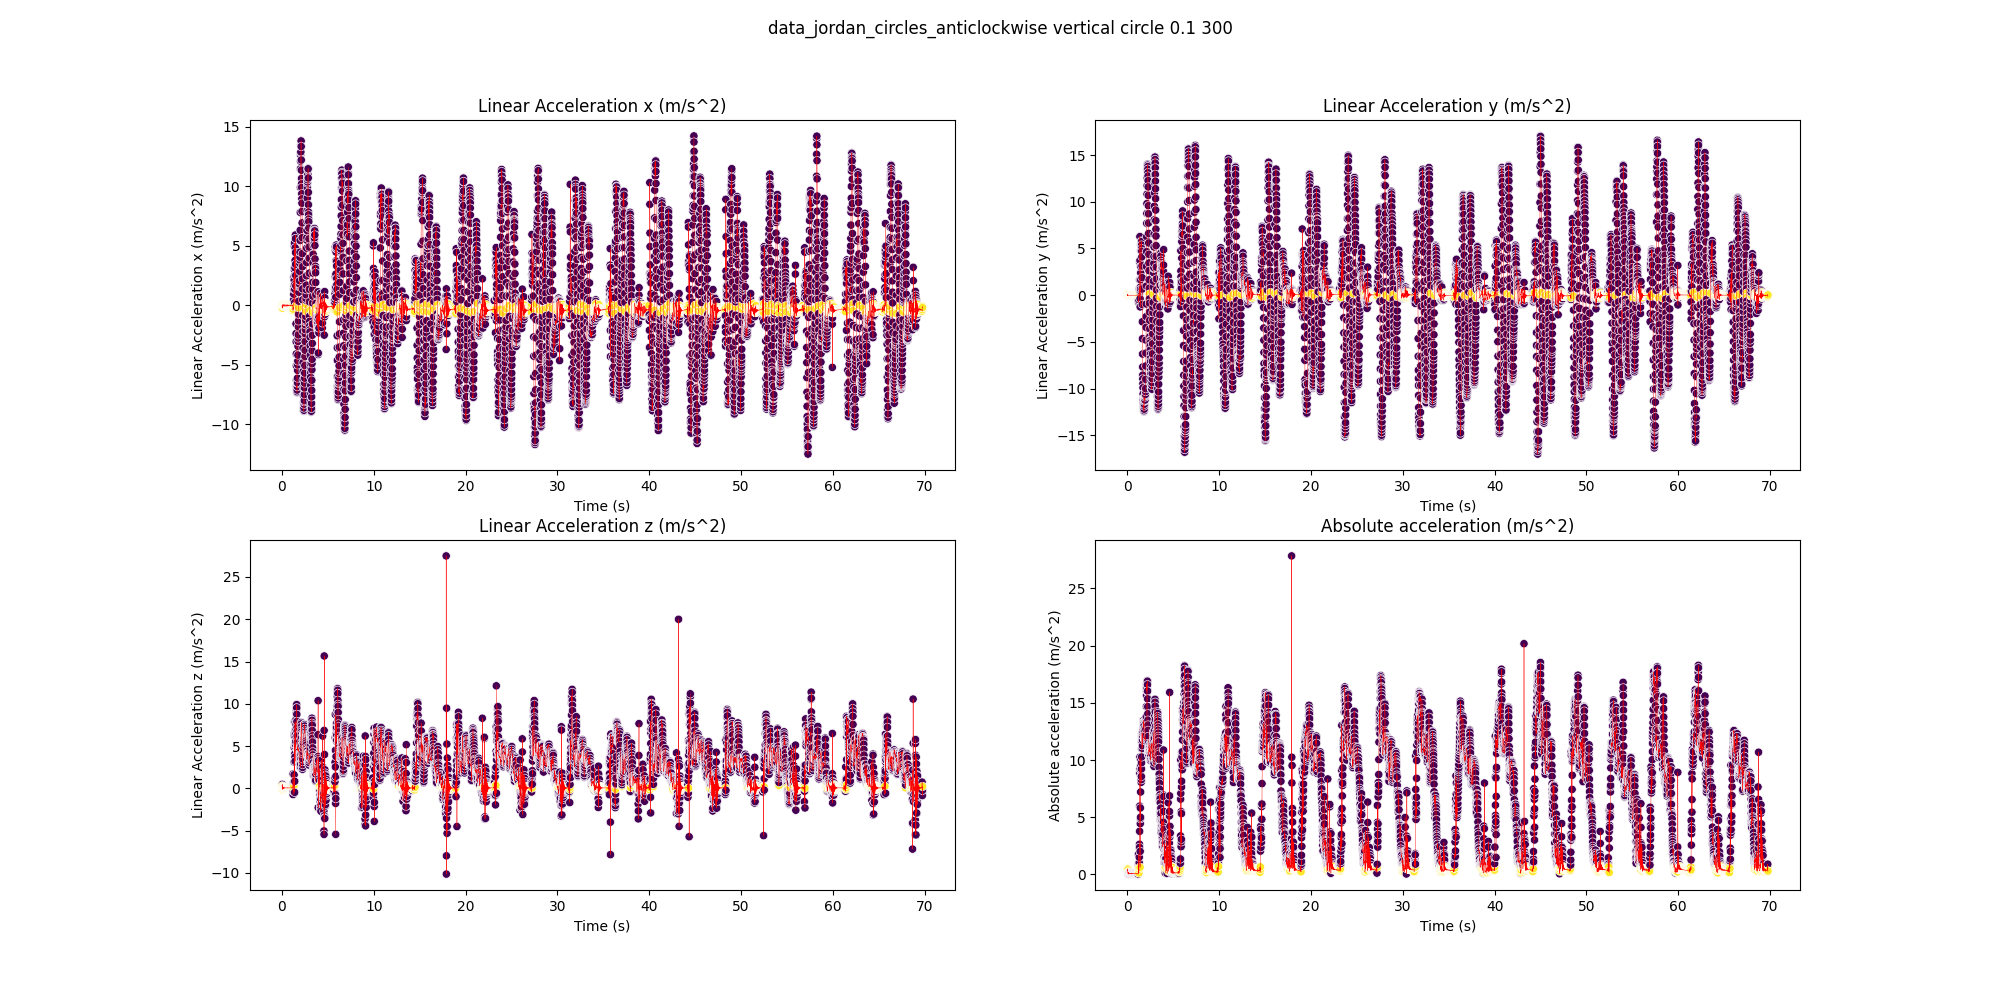 data_jordan_circles_anticlockwise vertical circle 0.1 300
Linear Acceleration x (m/s^2)
Linear Acceleration x (m/s^2)
15
10
5
0
−5
−10
0 10 20 30 40 50 60 70
Time (s)
Linear Acceleration y (m/s^2)
Linear Acceleration y (m/s^2)
15
10
5
0
−5
−10
−15
0 10 20 30 40 50 60 70
Time (s)
Linear Acceleration z (m/s^2)
Linear Acceleration z (m/s^2)
25
20
15
10
5
0
−5
−10
0 10 20 30 40 50 60 70
Time (s)
Absolute acceleration (m/s^2)
Absolute acceleration (m/s^2)
25
20
15
10
5
0
0 10 20 30 40 50 60 70
Time (s)